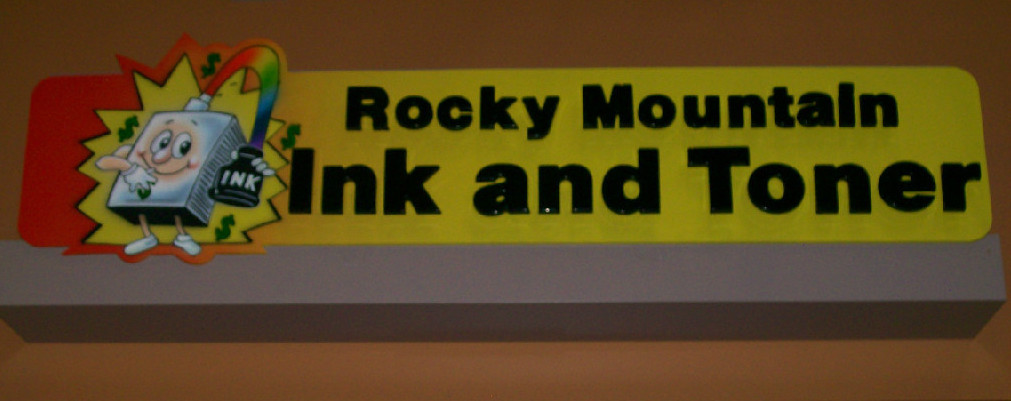 Rocky Mountain
Ink and Toner
INK